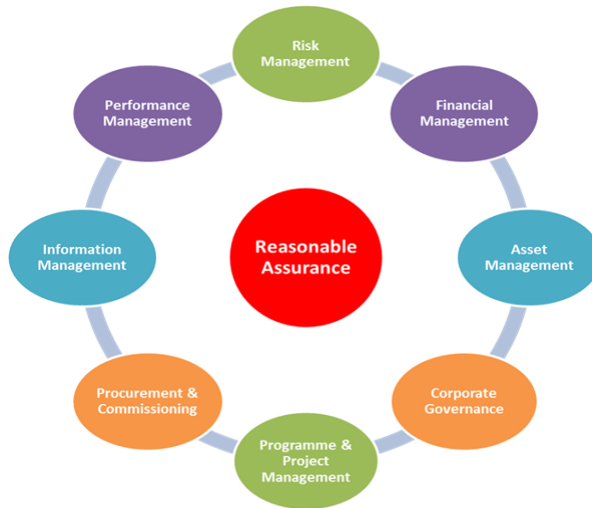 Risk
Management
Performance
Management
Financial
Management
Information
Management
Reasonable
Assurance
Asset
Management
Procurement &
Commissioning
Corporate
Governance
Programme &
Project
Management